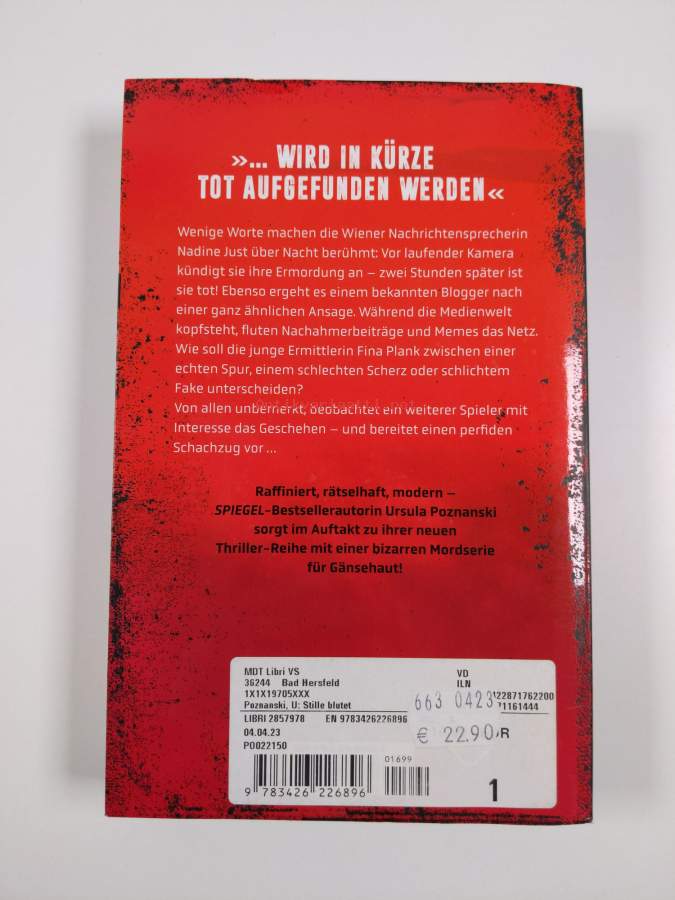 »... WIRD IN KÜRZE
TOT AUFGEFUNDEN WERDEN«
Wenige Worte machen die Wiener Nachrichtensprecherin
Nadine Just über Nacht berühmt: Vor laufender Kamera
kündigt sie ihre Ermordung an – zwei Stunden später ist
sie tot! Ebenso ergeht es einem bekannten Blogger nach
einer ganz ähnlichen Ansage. Während die Medienwelt
kopfsteht, fluten Nachahmerbeiträge und Memes das Netz.
Wie soll die junge Ermittlerin Fina Plank zwischen einer
echten Spur, einem schlechten Scherz oder schlichtem
Fake unterscheiden?
Von allen unbemerkt, beobachtet ein weiterer Spieler mit
Interesse das Geschehen – und bereitet einen perfiden
Schachzug vor ...
Raffiniert, rätselhaft, modern –
SPIEGEL-Bestsellerautorin Ursula Poznanski
sorgt im Auftakt zu ihrer neuen
Thriller-Reihe mit einer bizarren Mordserie
für Gänsehaut!
MDT Libri VS VD
36244 Bad Hersfeld ILN
1X1X19705XXX 22871762200
Poznanski, U: Stille blutet 71161444
663 0423
LIBRI 2857978 EN 9783426226896
04.04.23 € 22.90 R
P0022150
01699
9 783426 226896
1